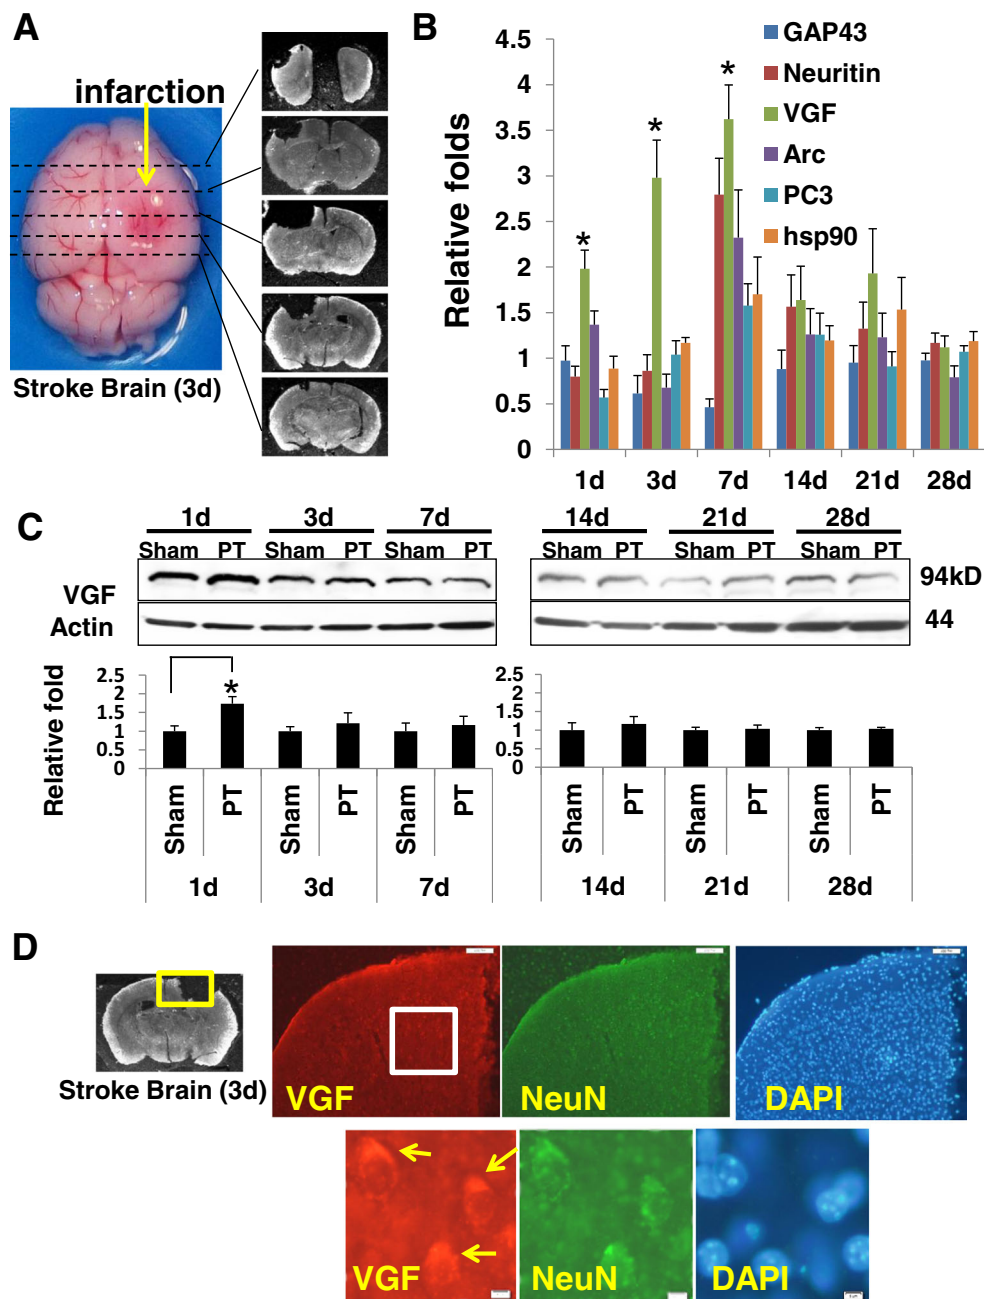 A
infarction
Stroke Brain (3d)
B
Relative folds
4.5
4
3.5
3
2.5
2
1.5
1
0.5
0
GAP43
Neuritin
VGF
Arc
PC3
hsp90
* * *
1d 3d 7d 14d 21d 28d
C
1d 3d 7d 14d 21d 28d
Sham PT Sham PT Sham PT Sham PT Sham PT Sham PT
VGF 94kD
Actin 44
Relative fold
2.5
2
1.5
1
0.5
0
*
2.5
2
1.5
1
0.5
0
Sham PT Sham PT Sham PT Sham PT Sham PT Sham PT
1d 3d 7d 14d 21d 28d
D
Stroke Brain (3d)
VGF NeuN DAPI
VGF NeuN DAPI